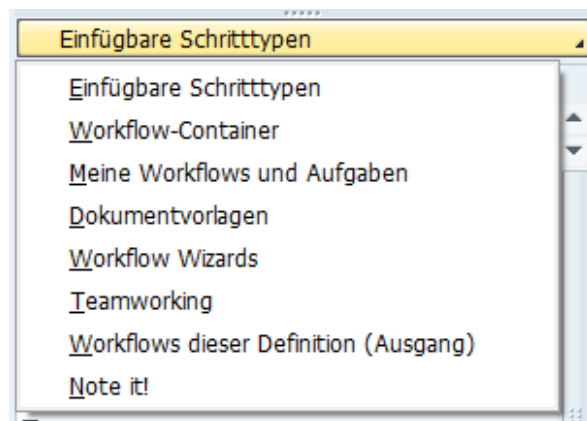 Einfügbare Schritttypen
Einfügbare Schritttypen
Workflow-Container
Meine Workflows und Aufgaben
Dokumentvorlagen
Workflow Wizards
Teamworking
Workflows dieser Definition (Ausgang)
Note it!